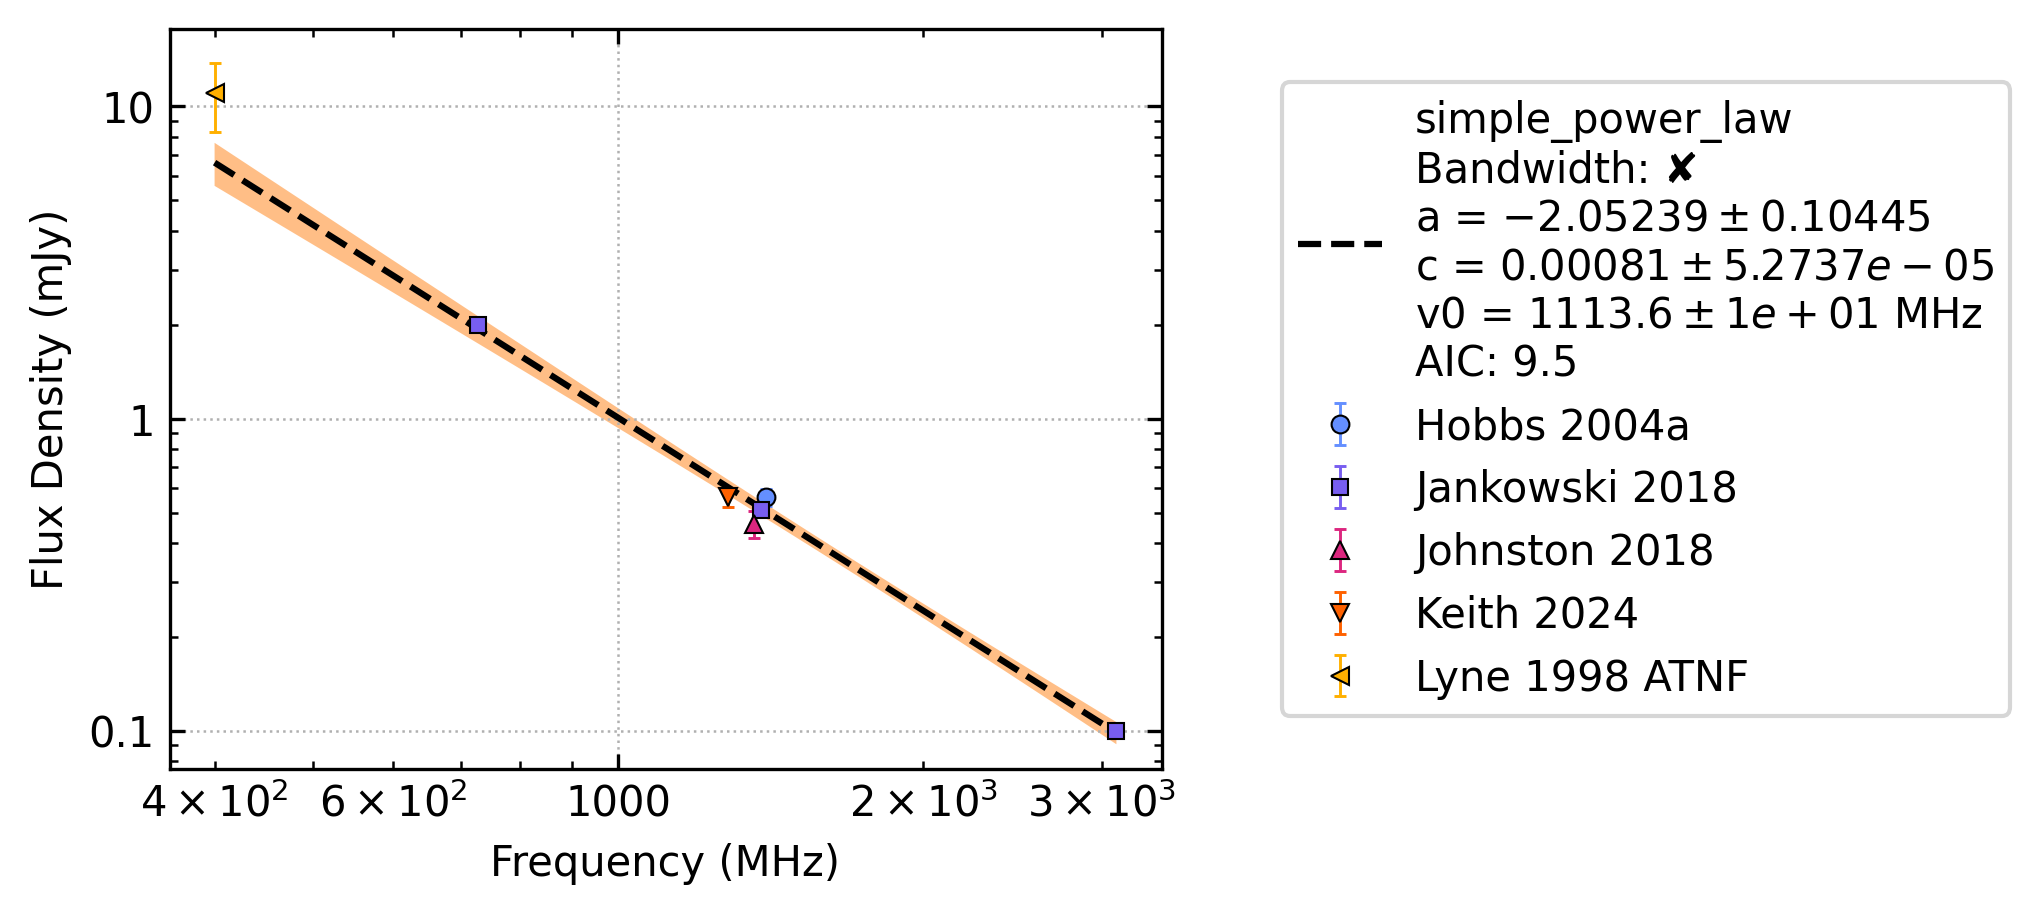 10
1
0.1
Flux Density (mJy)
4 × 10²
6 × 10²
1000
2 × 10³
3 × 10³
Frequency (MHz)
simple_power_law
Bandwidth: ✘
a = −2.05239 ± 0.10445
c = 0.00081 ± 5.2737e − 05
v0 = 1113.6 ± 1e + 01 MHz
AIC: 9.5
Hobbs 2004a
Jankowski 2018
Johnston 2018
Keith 2024
Lyne 1998 ATNF